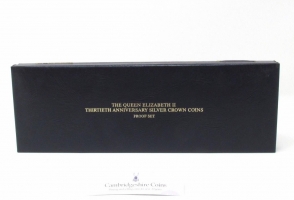 THE QUEEN ELIZABETH II
THIRTIETH ANNIVERSARY SILVER CROWN COINS
PROOF SET
Cambridgeshire Coins